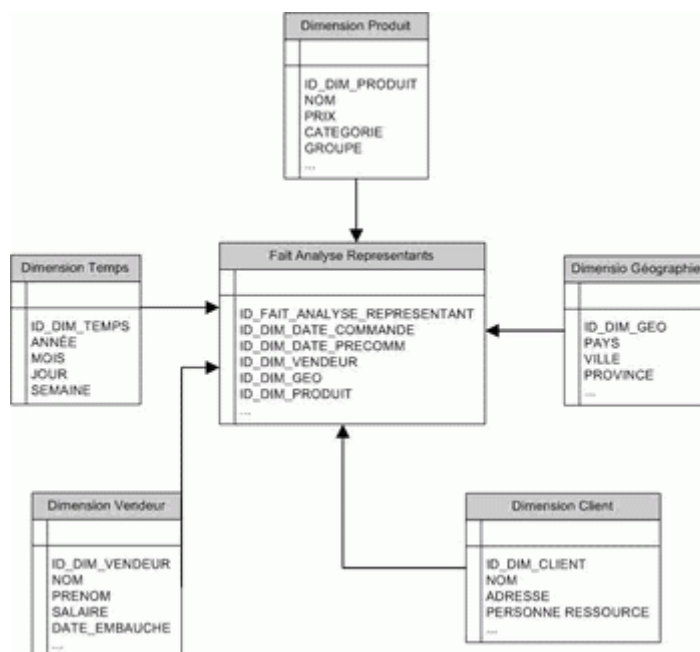 Dimension Produit
ID_DIM_PRODUIT
NOM
PRIX
CATEGORIE
GROUPE
...
Dimension Temps
ID_DIM_TEMPS
ANNÉE
MOIS
JOUR
SEMAINE
Fait Analyse Representants
ID_FAIT_ANALYSE_REPRESENTANT
ID_DIM_DATE_COMMANDE
ID_DIM_DATE_PRECOMM
ID_DIM_VENDEUR
ID_DIM_GEO
ID_DIM_PRODUIT
...
Dimensio Géographie
ID_DIM_GEO
PAYS
VILLE
PROVINCE
...
Dimension Vendeur
ID_DIM_VENDEUR
NOM
PRENOM
SALAIRE
DATE_EMBAUCHE
...
Dimension Client
ID_DIM_CLIENT
NOM
ADRESSE
PERSONNE RESSOURCE
...